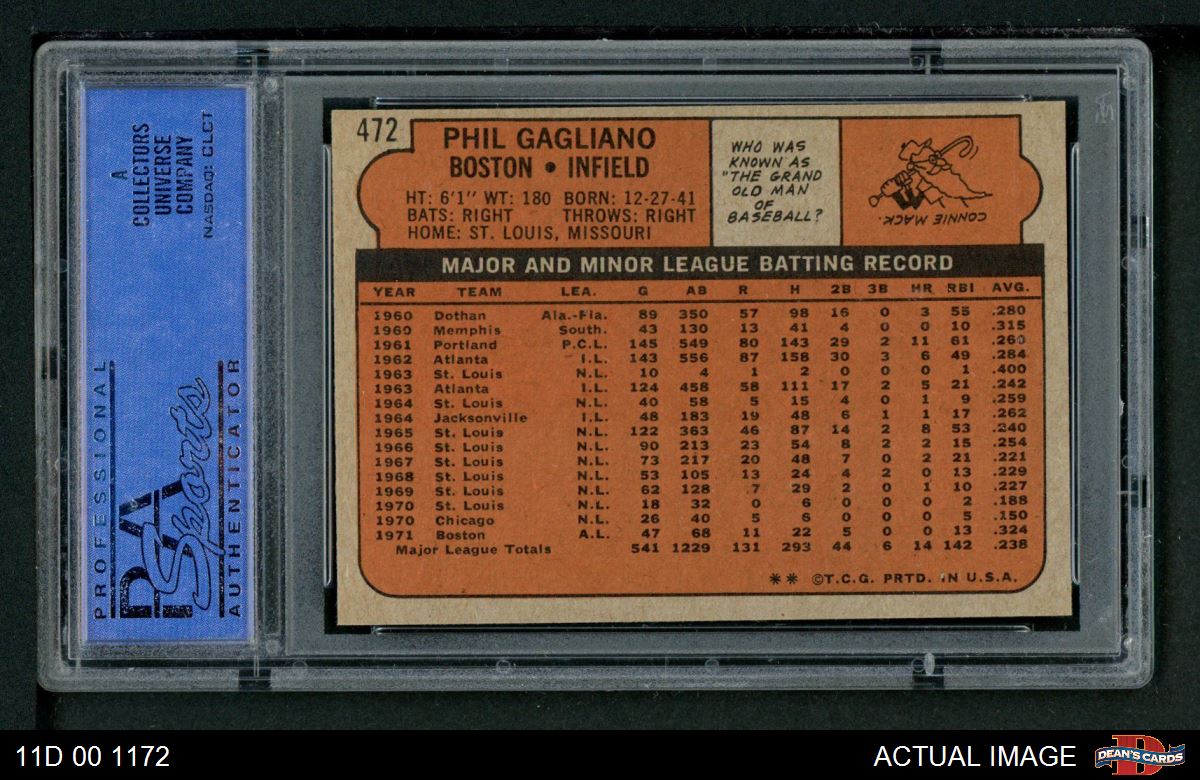 A
COLLECTORS
UNIVERSE
COMPANY
NASDAQ: CLCT
PROFESSIONAL
PSA
Sports
AUTHENTICATOR
472
PHIL GAGLIANO
BOSTON • INFIELD
HT: 6'1" WT: 180 BORN: 12-27-41
BATS: RIGHT THROWS: RIGHT
HOME: ST. LOUIS, MISSOURI
WHO WAS
KNOWN AS
"THE GRAND
OLD MAN
OF
BASEBALL?
CONNIE MACK.
MAJOR AND MINOR LEAGUE BATTING RECORD
YEAR TEAM LEA. G AB R H 2B 3B HR RBI AVG.
1960 Dothan Ala.-Fla. 89 350 57 98 16 0 3 55 .280
1960 Memphis South. 43 130 13 41 4 0 0 10 .315
1961 Portland P.C.L. 145 549 80 143 29 2 11 61 .260
1962 Atlanta I.L. 143 556 87 158 30 3 6 49 .284
1963 St. Louis N.L. 10 4 1 2 0 0 0 1 .400
1963 Atlanta I.L. 124 458 58 111 17 2 5 21 .242
1964 St. Louis N.L. 40 58 5 15 4 0 1 9 .259
1964 Jacksonville I.L. 48 183 19 48 6 1 1 17 .262
1965 St. Louis N.L. 122 363 46 87 14 2 8 53 .240
1966 St. Louis N.L. 90 213 23 54 8 2 2 15 .254
1967 St. Louis N.L. 73 217 20 48 7 0 2 21 .221
1968 St. Louis N.L. 53 105 13 24 4 2 0 13 .229
1969 St. Louis N.L. 62 128 7 29 2 0 1 10 .227
1970 St. Louis N.L. 18 32 0 6 0 0 0 2 .188
1970 Chicago N.L. 26 40 5 6 0 0 0 5 .150
1971 Boston A.L. 47 68 11 22 5 0 0 13 .324
Major League Totals 541 1229 131 293 44 6 14 142 .238
** ©T.C.G. PRTD. IN U.S.A.
11D 00 1172
ACTUAL IMAGE
D
DEAN'S CARDS